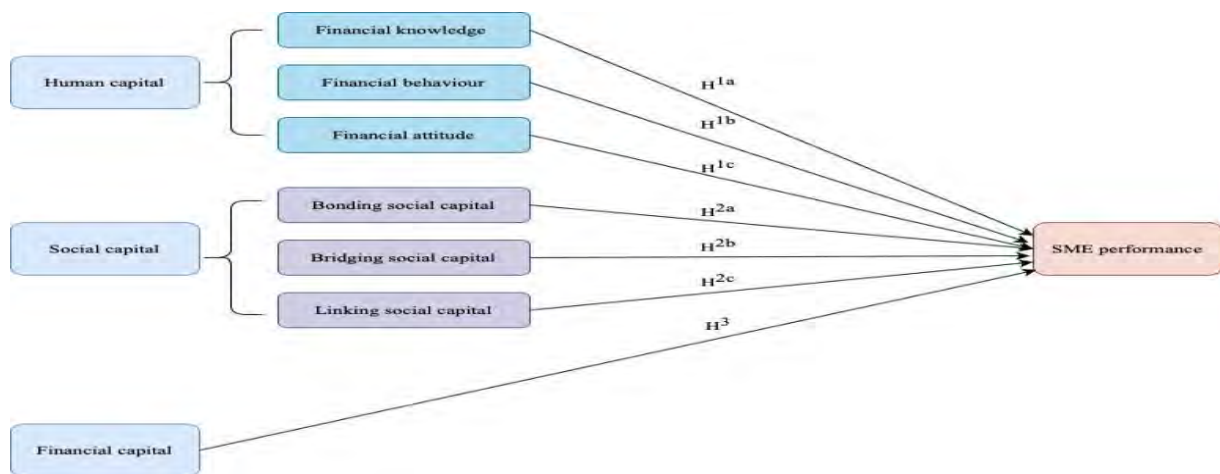 Financial knowledge
Human capital
Financial behaviour
Financial attitude
H1a
H1b
H1c
Bonding social capital
H2a
Social capital
Bridging social capital
H2b
SME performance
Linking social capital
H2c
H3
Financial capital